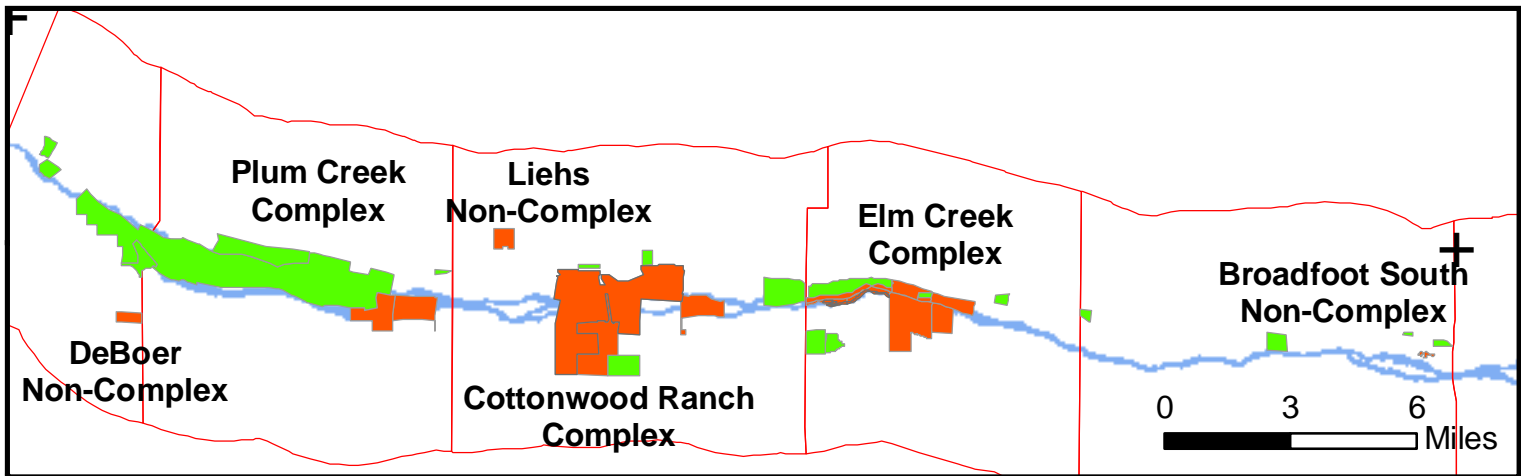 Plum Creek
Complex
Liehs
Non-Complex
Elm Creek
Complex
Broadfoot South
Non-Complex
DeBoer
Non-Complex
Cottonwood Ranch
Complex
0 3 6
Miles